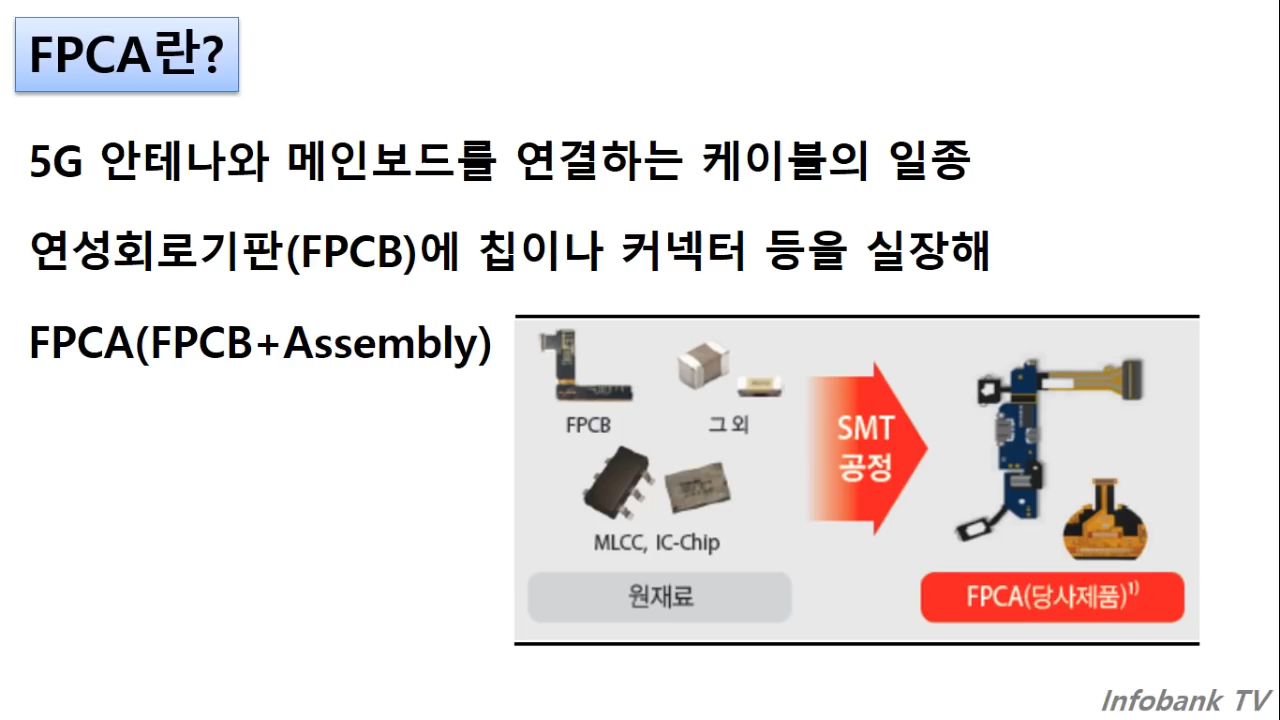 FPCA란?
5G 안테나와 메인보드를 연결하는 케이블의 일종
연성회로기판(FPCB)에 칩이나 커넥터 등을 실장해
FPCA(FPCB+Assembly)
FPCB
그 외
MLCC, IC-Chip
원재료
SMT
공정
FPCA(당사제품)1)
Infobank TV